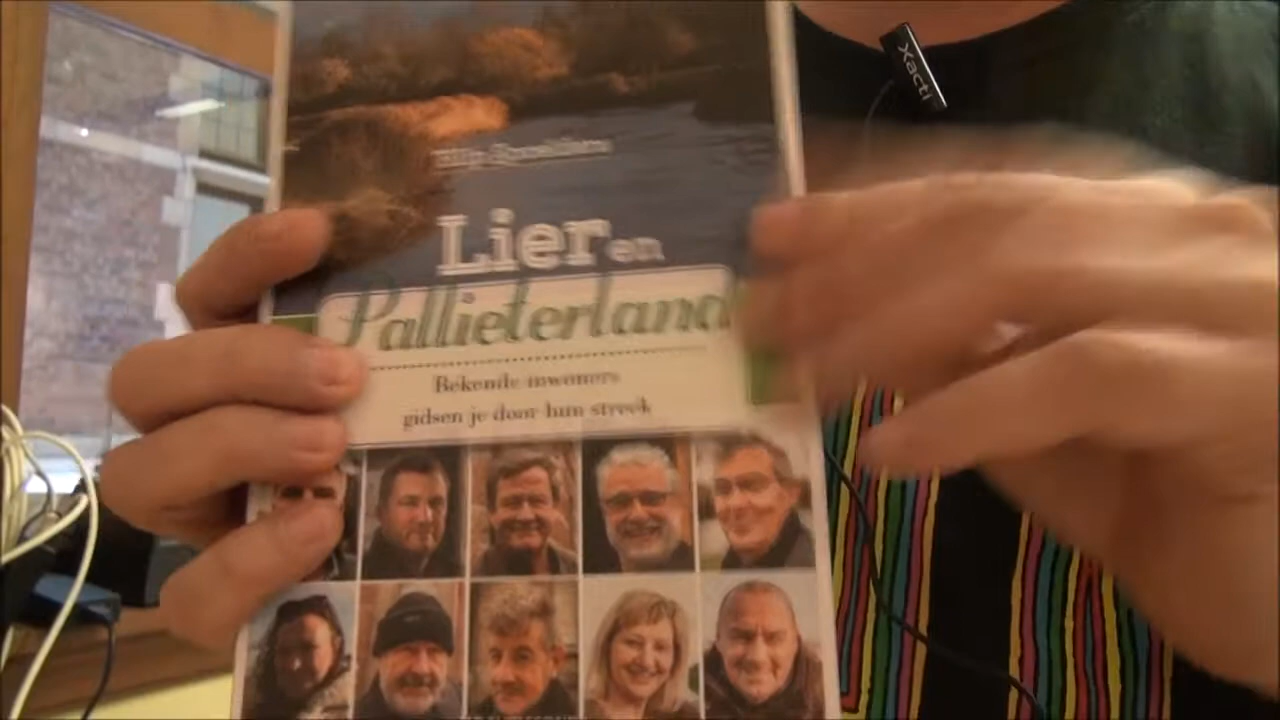 Lier en
Pallieterland
Bekende inwoners
gidsen je door hun streek
Xacti